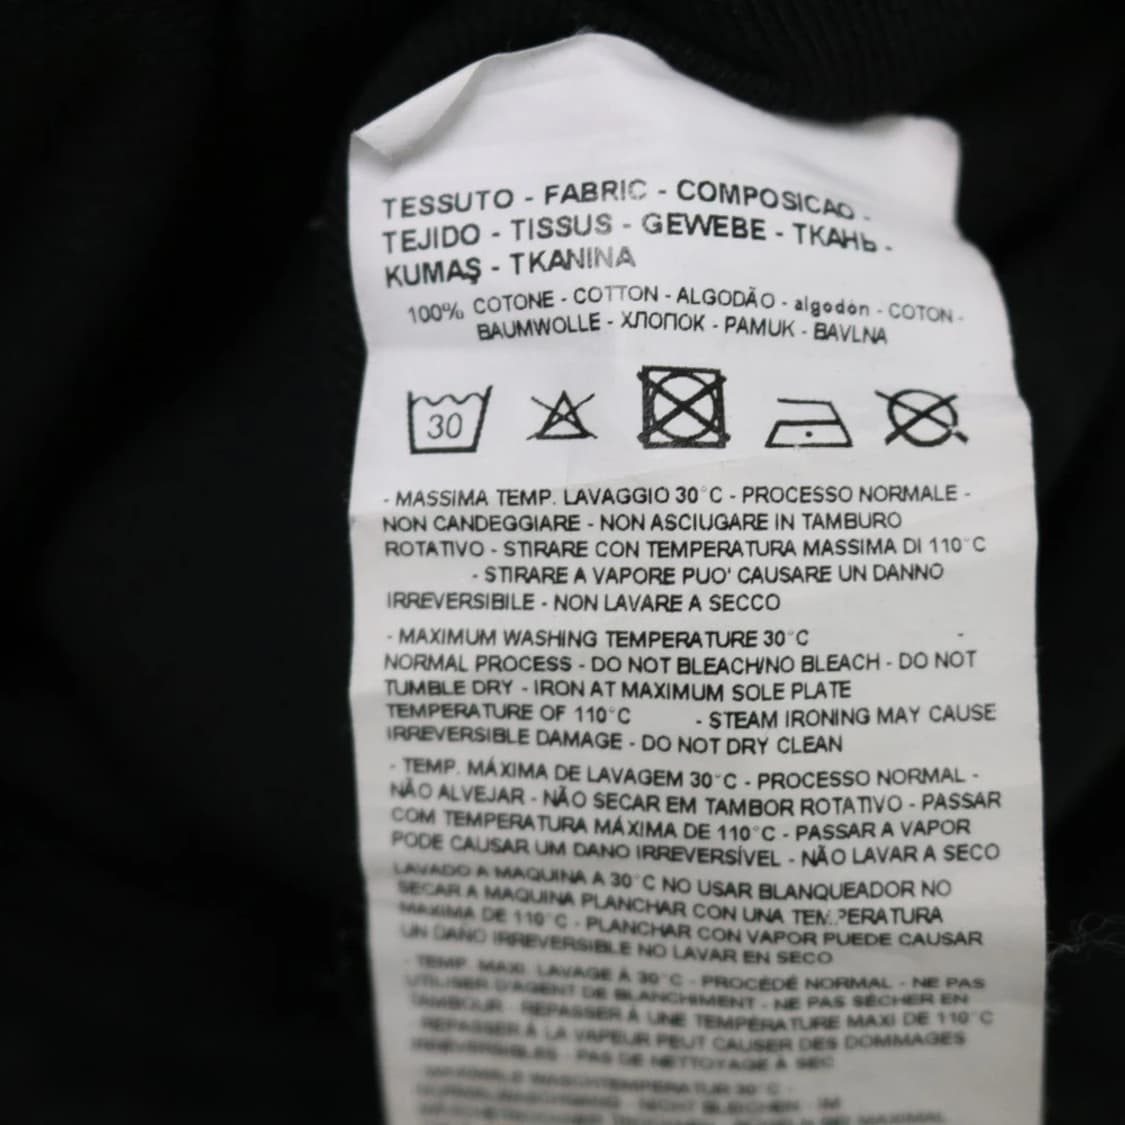 TESSUTO - FABRIC - COMPOSICAO -
TEJIDO - TISSUS - GEWEBE - ТКАНЬ -
KUMAŞ - TKANINA
100% COTONE - COTTON - ALGODÃO - algodón - COTON -
BAUMWOLLE - ХЛОПОК - PAMUK - BAVLNA
30
- MASSIMA TEMP. LAVAGGIO 30°C - PROCESSO NORMALE -
NON CANDEGGIARE - NON ASCIUGARE IN TAMBURO
ROTATIVO - STIRARE CON TEMPERATURA MASSIMA DI 110°C
- STIRARE A VAPORE PUO' CAUSARE UN DANNO
IRREVERSIBILE - NON LAVARE A SECCO
- MAXIMUM WASHING TEMPERATURE 30°C -
NORMAL PROCESS - DO NOT BLEACH/NO BLEACH - DO NOT
TUMBLE DRY - IRON AT MAXIMUM SOLE PLATE
TEMPERATURE OF 110°C - STEAM IRONING MAY CAUSE
IRREVERSIBLE DAMAGE - DO NOT DRY CLEAN
- TEMP. MÁXIMA DE LAVAGEM 30°C - PROCESSO NORMAL -
NÃO ALVEJAR - NÃO SECAR EM TAMBOR ROTATIVO - PASSAR
COM TEMPERATURA MÁXIMA DE 110°C - PASSAR A VAPOR
PODE CAUSAR UM DANO IRREVERSÍVEL - NÃO LAVAR A SECO
LAVADO A MAQUINA A 30°C NO USAR BLANQUEADOR NO
SECAR A MAQUINA PLANCHAR CON UNA TEMPERATURA
MAXIMA DE 110°C - PLANCHAR CON VAPOR PUEDE CAUSAR
UN DAÑO IRREVERSIBLE NO LAVAR EN SECO
- TEMP. MAXI. LAVAGE À 30°C - PROCÉDÉ NORMAL - NE PAS
UTILISER D'AGENT DE BLANCHIMENT - NE PAS SÉCHER EN
TAMBOUR - REPASSER À UNE TEMPÉRATURE MAXI DE 110°C
- REPASSER À LA VAPEUR PEUT CAUSER DES DOMMAGES
IRRÉVERSIBLES - PAS DE NETTOYAGE À SEC
- MAXIMALE WASCHTEMPERATUR 30°C -
NICHT BLEICHEN - IM